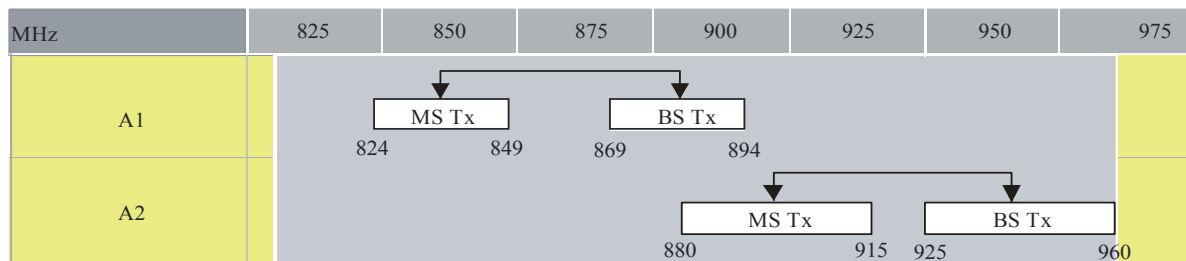 MHz 825 850 875 900 925 950 975
A1 MS Tx BS Tx
824 849 869 894
A2 MS Tx BS Tx
880 915 925 960